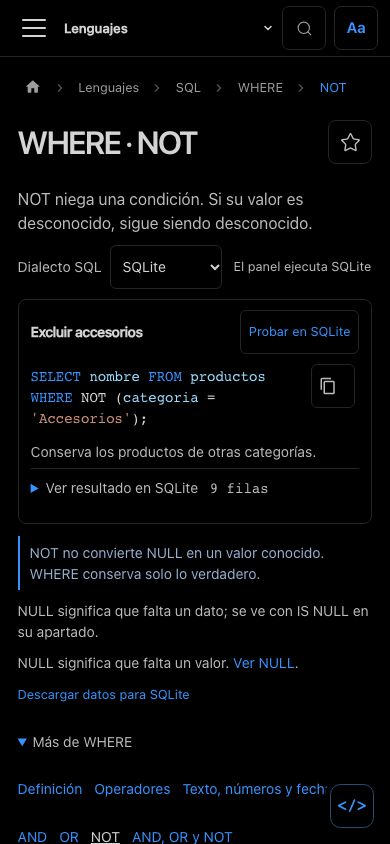 Lenguajes
Aa
Lenguajes
SQL
WHERE
NOT
WHERE · NOT
NOT niega una condición. Si su valor es
desconocido, sigue siendo desconocido.
Dialecto SQL
SQLite
El panel ejecuta SQLite
Excluir accesorios
Probar en SQLite
SELECT nombre FROM productos
WHERE NOT (categoria =
'Accesorios');
Conserva los productos de otras categorías.
Ver resultado en SQLite 9 filas
NOT no convierte NULL en un valor conocido.
WHERE conserva solo lo verdadero.
NULL significa que falta un dato; se ve con IS NULL en
su apartado.
NULL significa que falta un valor. Ver NULL.
Descargar datos para SQLite
Más de WHERE
Definición Operadores Texto, números y
</>
AND OR NOT AND, OR y NOT